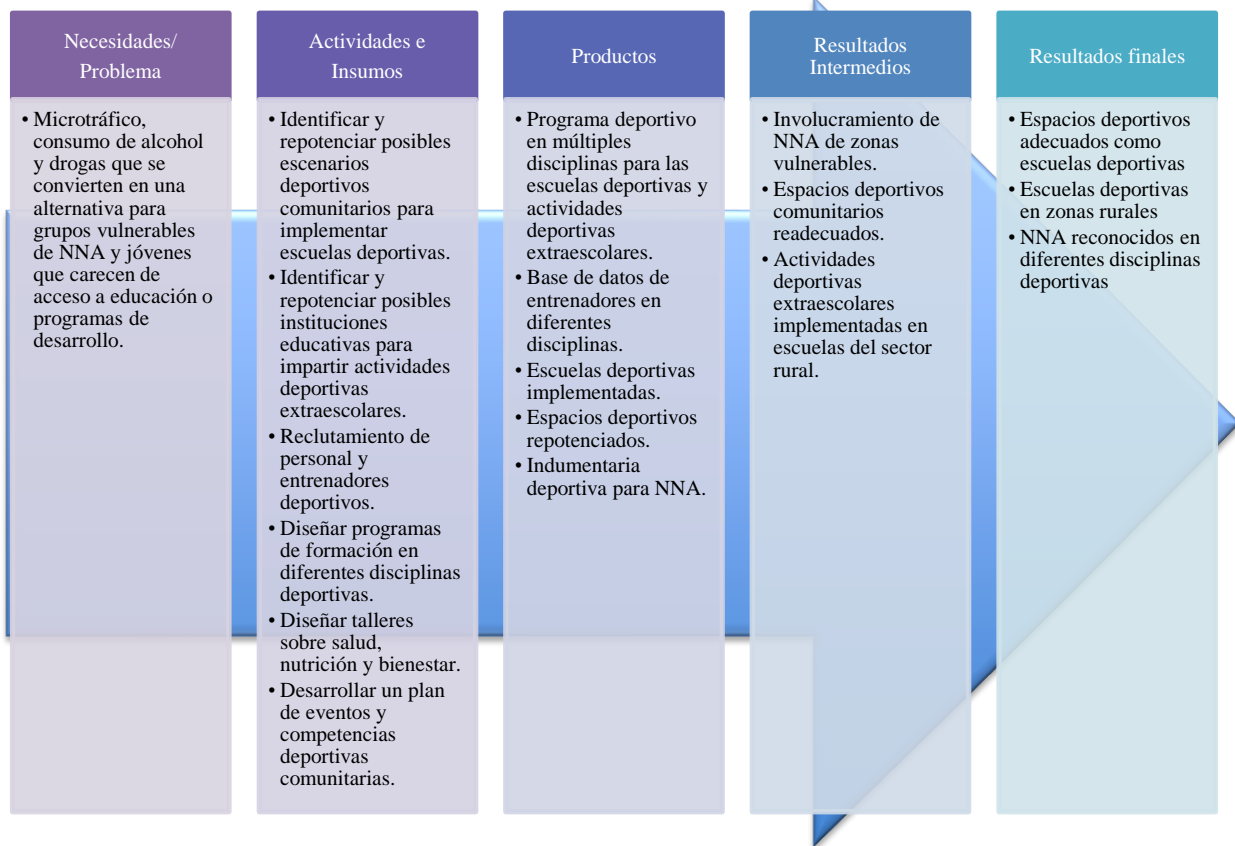 Necesidades/
Problema
• Microtráfico,
consumo de alcohol
y drogas que se
convierten en una
alternativa para
grupos vulnerables
de NNA y jóvenes
que carecen de
acceso a educación o
programas de
desarrollo.
Actividades e
Insumos
• Identificar y
repotenciar posibles
escenarios
deportivos
comunitarios para
implementar
escuelas deportivas.
• Identificar y
repotenciar posibles
instituciones
educativas para
impartir actividades
deportivas
extraescolares.
• Reclutamiento de
personal y
entrenadores
deportivos.
• Diseñar programas
de formación en
diferentes disciplinas
deportivas.
• Diseñar talleres
sobre salud,
nutrición y bienestar.
• Desarrollar un plan
de eventos y
competencias
deportivas
comunitarias.
Productos
• Programa deportivo
en múltiples
disciplinas para las
escuelas deportivas y
actividades
deportivas
extraescolares.
• Base de datos de
entrenadores en
diferentes
disciplinas.
• Escuelas deportivas
implementadas.
• Espacios deportivos
repotenciados.
• Indumentaria
deportiva para NNA.
Resultados
Intermedios
• Involucramiento de
NNA de zonas
vulnerables.
• Espacios deportivos
comunitarios
readecuados.
• Actividades
deportivas
extraescolares
implementadas en
escuelas del sector
rural.
Resultados finales
• Espacios deportivos
adecuados como
escuelas deportivas
• Escuelas deportivas
en zonas rurales
• NNA reconocidos en
diferentes disciplinas
deportivas